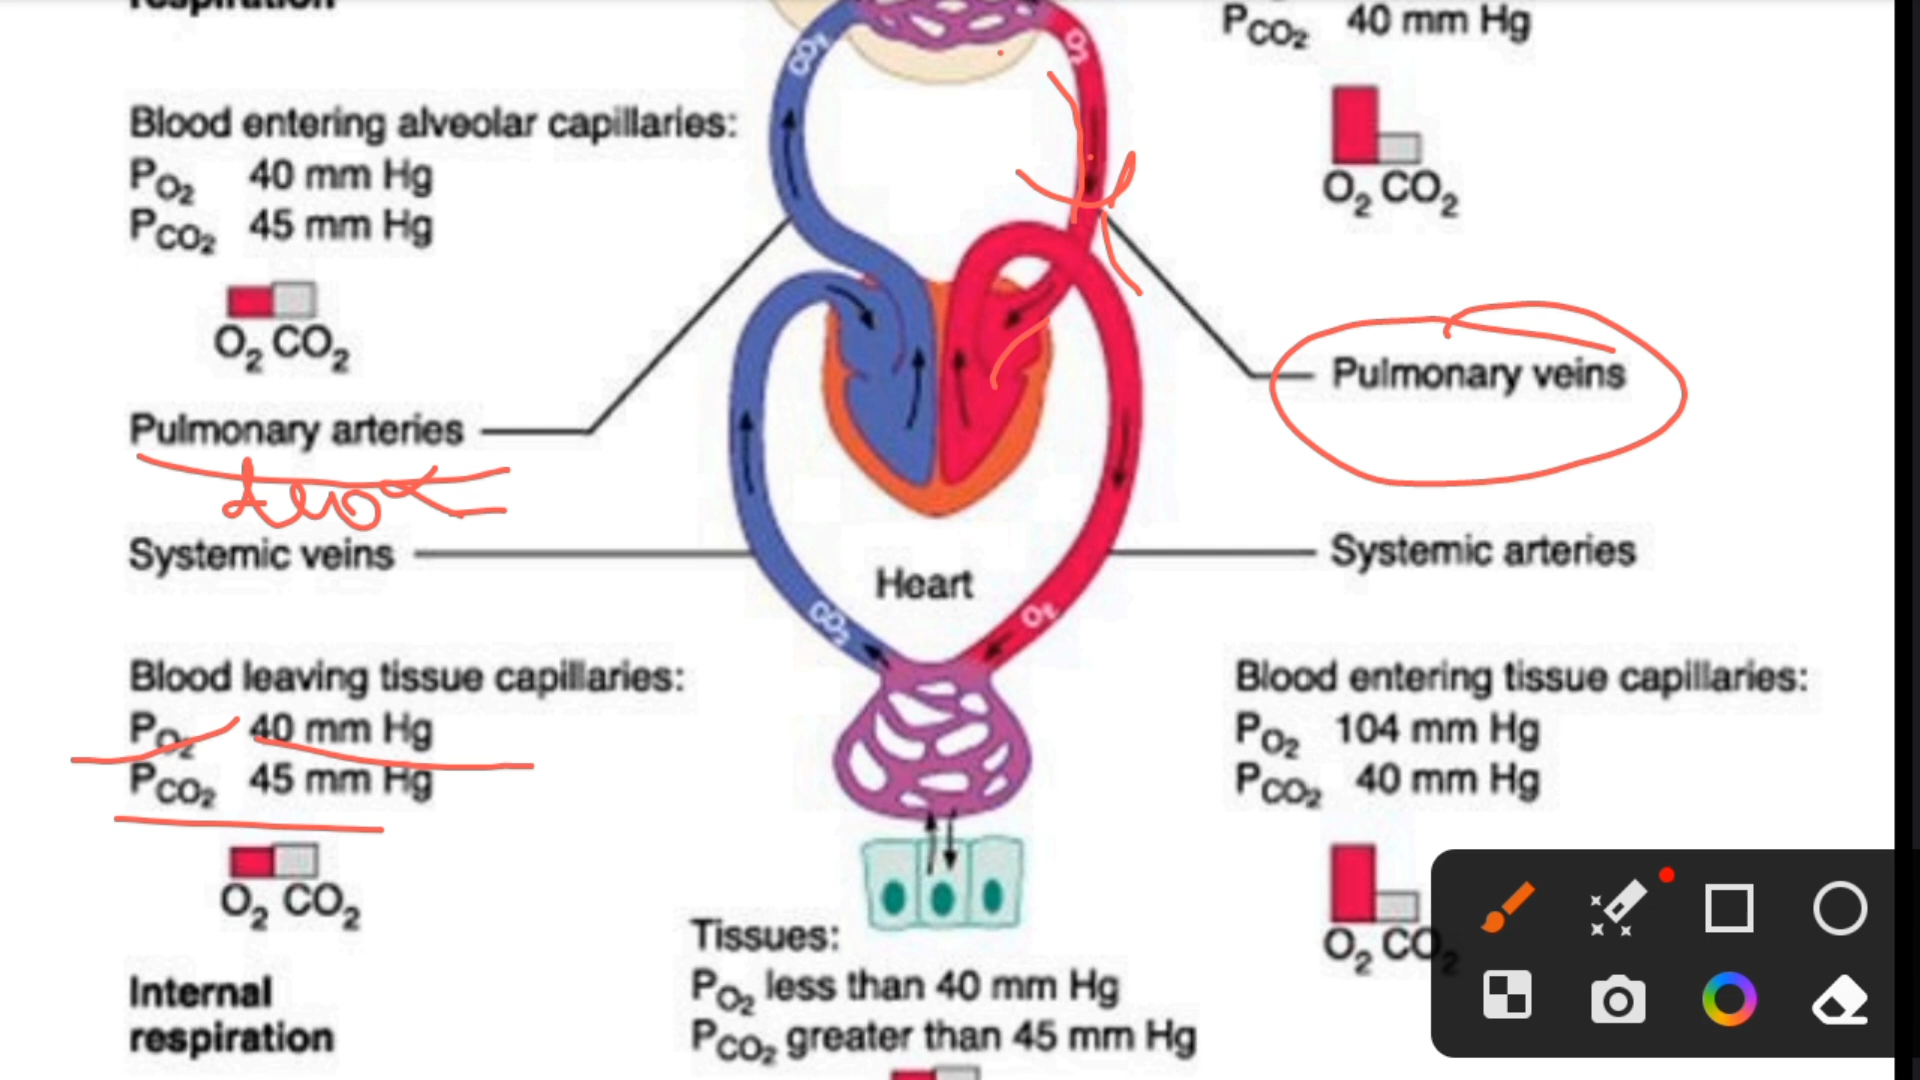 respiration
PCO2 40 mm Hg
CO2
O2
Blood entering alveolar capillaries:
PO2 40 mm Hg
PCO2 45 mm Hg
O2 CO2
O2 CO2
Pulmonary arteries
Pulmonary veins
Systemic veins
Systemic arteries
Heart
CO2
O2
Blood leaving tissue capillaries:
PO2 40 mm Hg
PCO2 45 mm Hg
O2 CO2
Blood entering tissue capillaries:
PO2 104 mm Hg
PCO2 40 mm Hg
O2 CO2
Internal
respiration
Tissues:
PO2 less than 40 mm Hg
PCO2 greater than 45 mm Hg